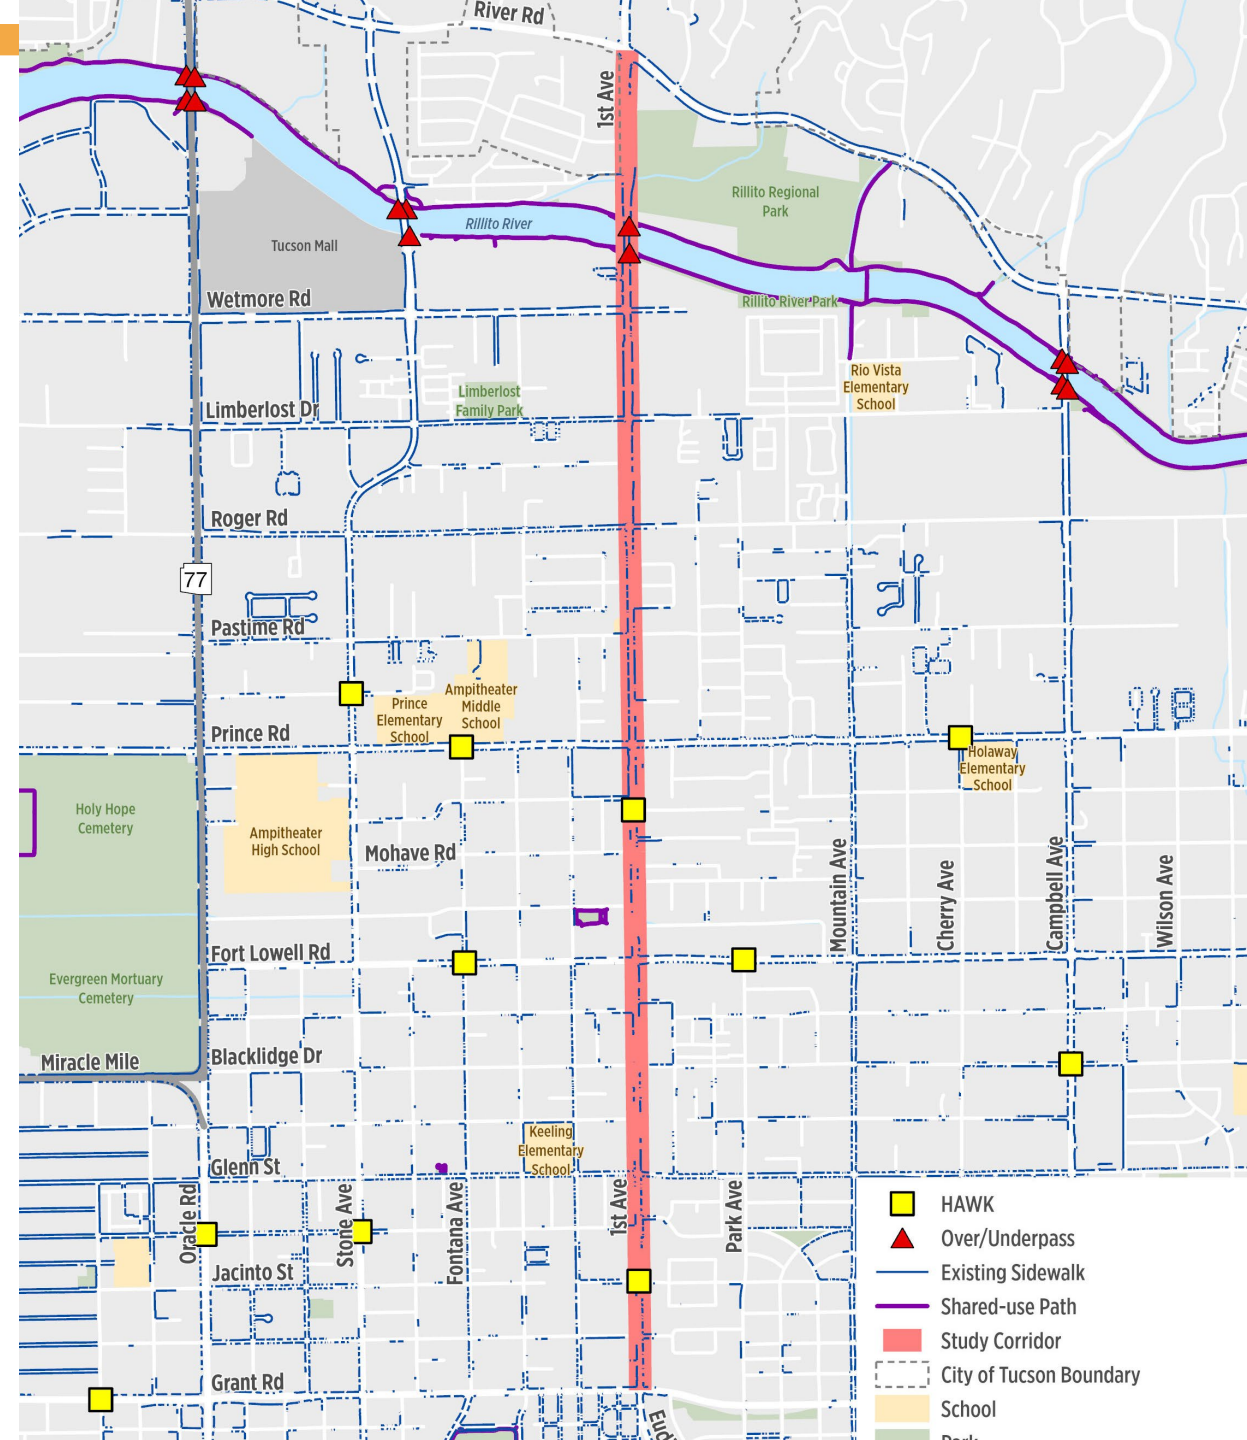 River Rd
1st Ave
Rillito Regional
Park
Rillito River
Tucson Mall
Wetmore Rd
Rillito River Park
Rio Vista
Elementary
School
Limberlost
Family Park
Limberlost Dr
Roger Rd
77
Pastime Rd
Ampitheater
Middle
School
Prince
Elementary
School
Prince Rd
Holaway
Elementary
School
Holy Hope
Cemetery
Ampitheater
High School
Mohave Rd
Mountain Ave
Cherry Ave
Campbell Ave
Wilson Ave
Fort Lowell Rd
Evergreen Mortuary
Cemetery
Miracle Mile
Blacklidge Dr
Keeling
Elementary
School
Glenn St
Oracle Rd
Stone Ave
Fontana Ave
1st Ave
Park Ave
Jacinto St
Grant Rd
HAWK
Over/Underpass
Existing Sidewalk
Shared-use Path
Study Corridor
City of Tucson Boundary
School